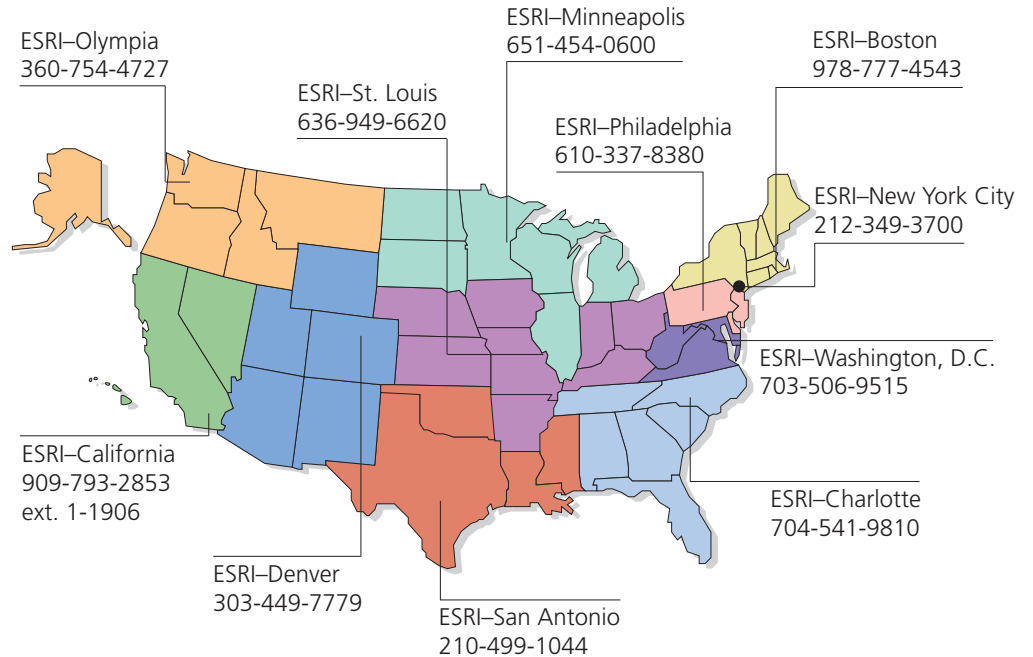 ESRI–Olympia
360-754-4727
ESRI–Minneapolis
651-454-0600
ESRI–Boston
978-777-4543
ESRI–St. Louis
636-949-6620
ESRI–Philadelphia
610-337-8380
ESRI–New York City
212-349-3700
ESRI–Washington, D.C.
703-506-9515
ESRI–California
909-793-2853
ext. 1-1906
ESRI–Charlotte
704-541-9810
ESRI–Denver
303-449-7779
ESRI–San Antonio
210-499-1044